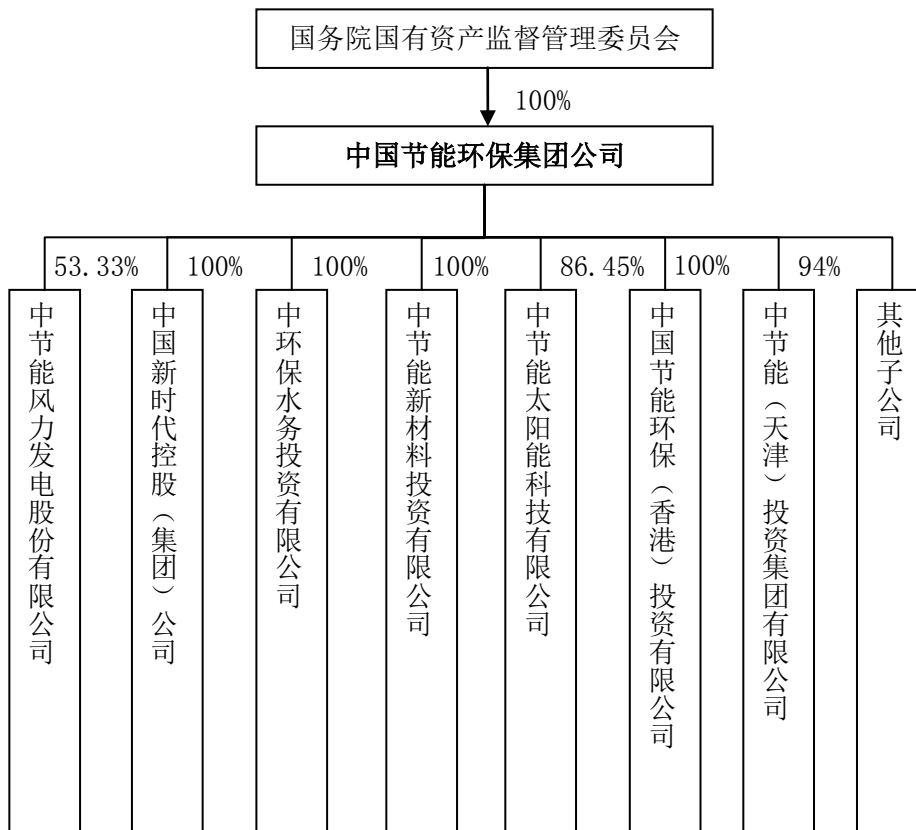 国务院国有资产监督管理委员会
100%
中国节能环保集团公司
53.33%
100%
100%
100%
86.45%
100%
94%
中节能风力发电股份有限公司
中国新时代控股（集团）公司
中环保水务投资有限公司
中节能新材料投资有限公司
中节能太阳能科技有限公司
中国节能环保（香港）投资有限公司
中节能（天津）投资集团有限公司
其他子公司